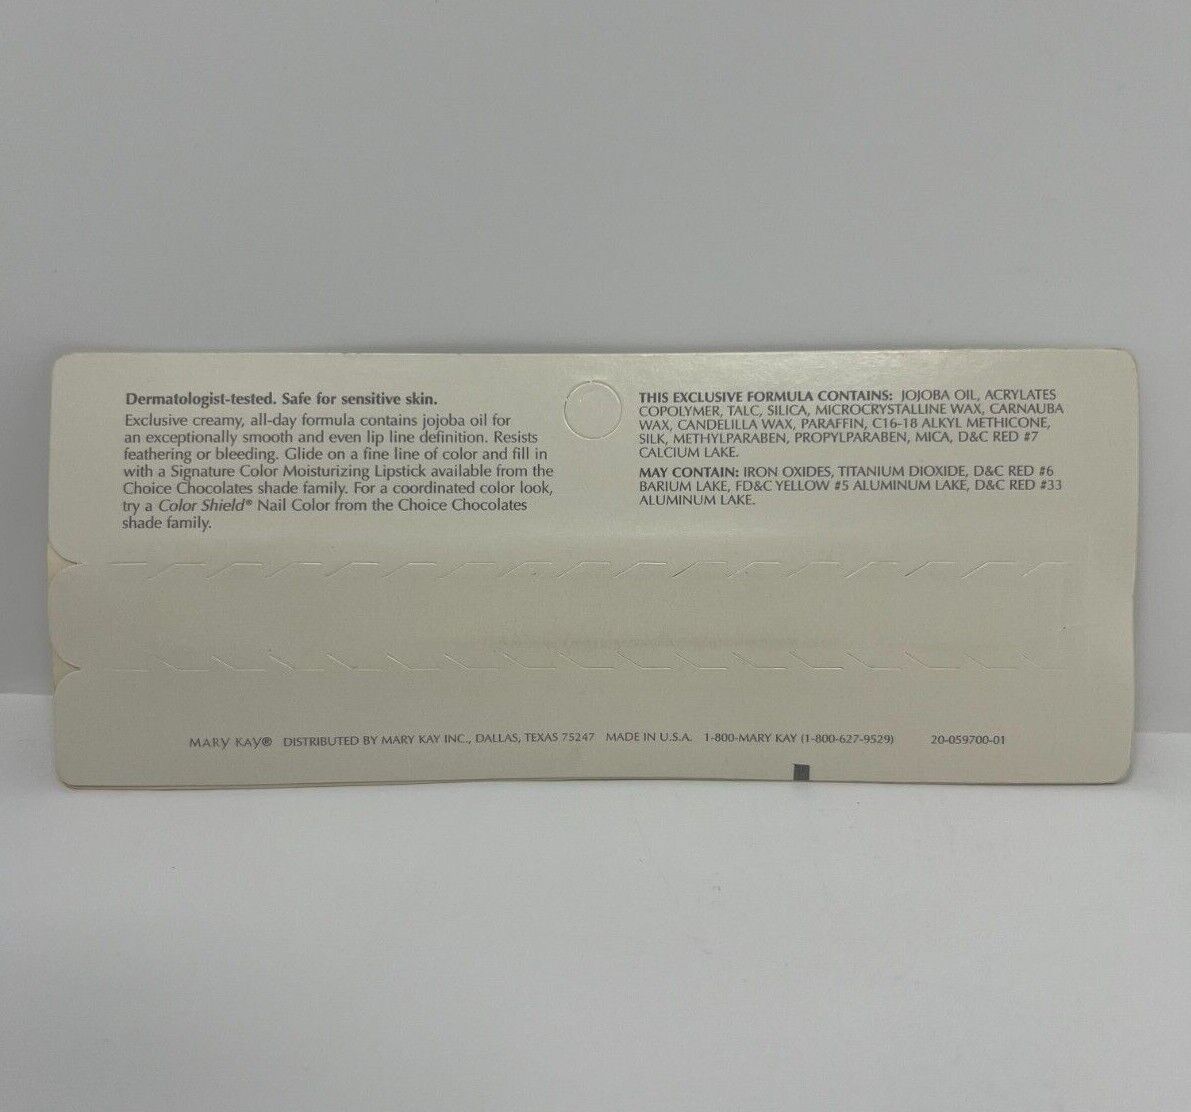 Dermatologist-tested. Safe for sensitive skin.
Exclusive creamy, all-day formula contains jojoba oil for
an exceptionally smooth and even lip line definition. Resists
feathering or bleeding. Glide on a fine line of color and fill in
with a Signature Color Moisturizing Lipstick available from the
Choice Chocolates shade family. For a coordinated color look,
try a Color Shield® Nail Color from the Choice Chocolates
shade family.
THIS EXCLUSIVE FORMULA CONTAINS: JOJOBA OIL, ACRYLATES
COPOLYMER, TALC, SILICA, MICROCRYSTALLINE WAX, CARNAUBA
WAX, CANDELILLA WAX, PARAFFIN, C16-18 ALKYL METHICONE,
SILK, METHYLPARABEN, PROPYLPARABEN, MICA, D&C RED #7
CALCIUM LAKE.
MAY CONTAIN: IRON OXIDES, TITANIUM DIOXIDE, D&C RED #6
BARIUM LAKE, FD&C YELLOW #5 ALUMINUM LAKE, D&C RED #33
ALUMINUM LAKE.
MARY KAY® DISTRIBUTED BY MARY KAY INC., DALLAS, TEXAS 75247 MADE IN U.S.A. 1-800-MARY KAY (1-800-627-9529) 20-059700-01